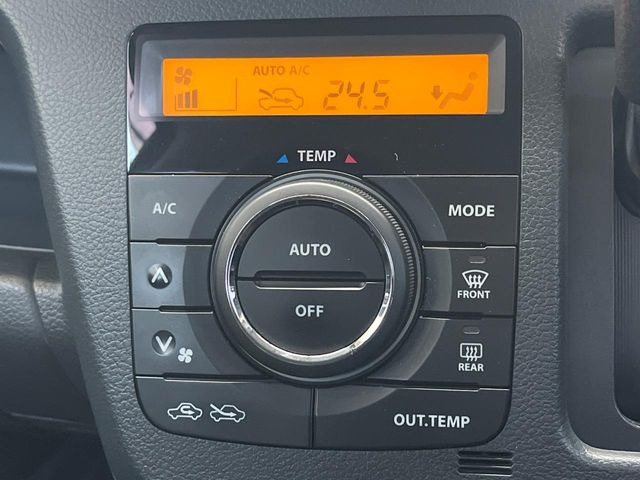 AUTO A/C
24.5
TEMP
A/C
MODE
AUTO
OFF
FRONT
REAR
OUT.TEMP